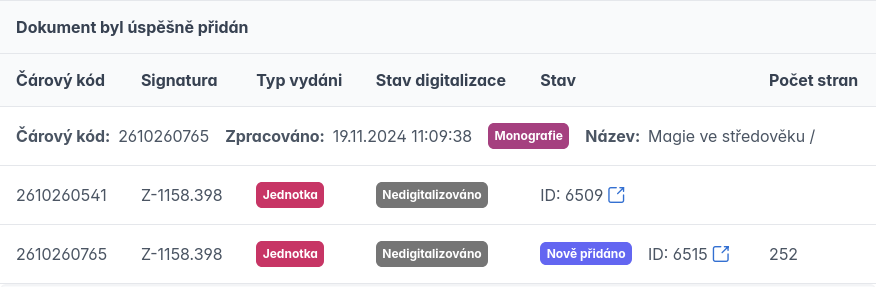 Dokument byl úspěšně přidán
Čárový kód Signatura Typ vydáni Stav digitalizace Stav Počet stran
Čárový kód: 2610260765 Zpracováno: 19.11.2024 11:09:38 Monografie Název: Magie ve středověku /
2610260541 Z-1158.398 Jednotka Nedigitalizováno ID: 6509
2610260765 Z-1158.398 Jednotka Nedigitalizováno Nově přidáno ID: 6515 252